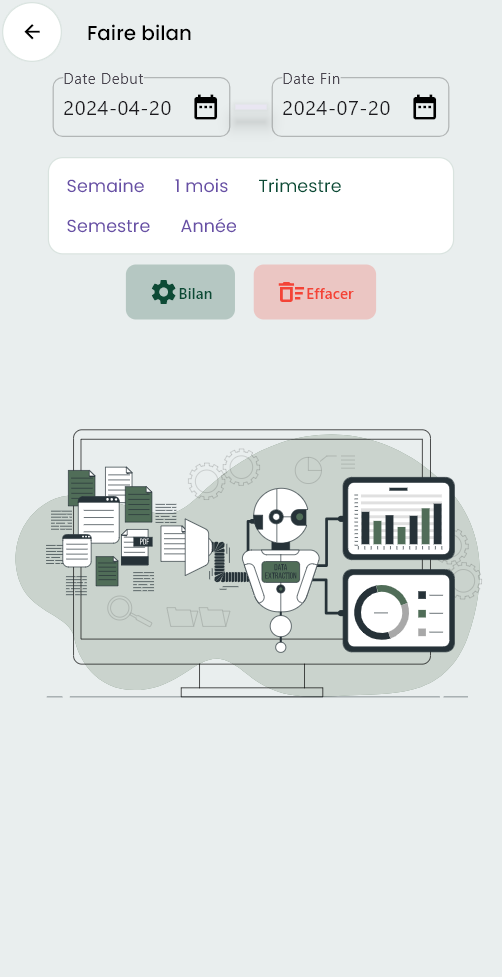 Faire bilan
Date Debut
Date Fin
2024-04-20
2024-07-20
Semaine 1 mois Trimestre
Semestre Année
Bilan
Effacer
PDF
DATA
EXTRACTION